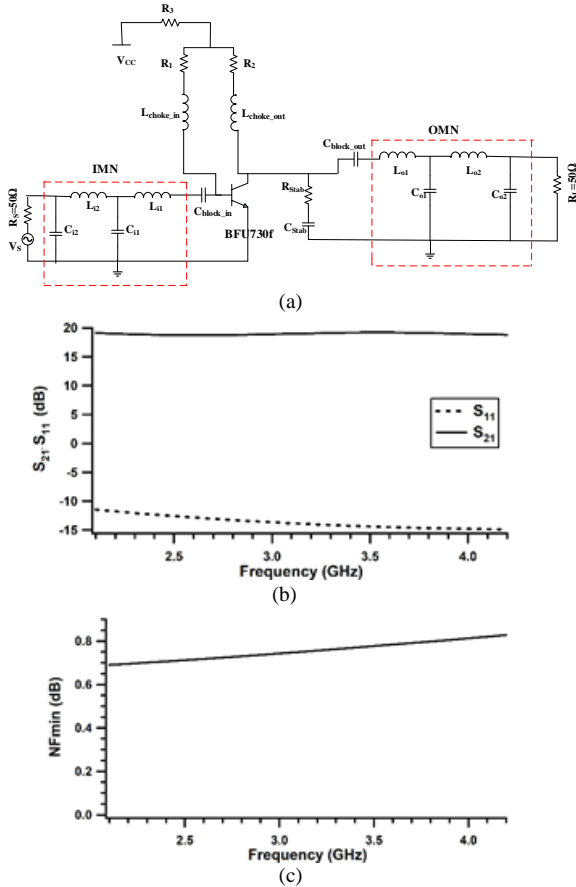 R3
VCC
R1
R2
Lchoke_in
Lchoke_out
Cblock_out
OMN
IMN
Lo1
Lo2
RS=50Ω
Li2
Li1
Cblock_in
RStab
Co1
Co2
RL=50Ω
VS
Ci2
Ci1
BFU730f
CStab
(a)
20
15
10
5
0
-5
-10
-15
S21, S11 (dB)
S11
S21
2.5
3.0
3.5
4.0
Frequency (GHz)
(b)
0.8
0.6
0.4
0.2
0.0
NFmin (dB)
2.5
3.0
3.5
4.0
Frequency (GHz)
(c)